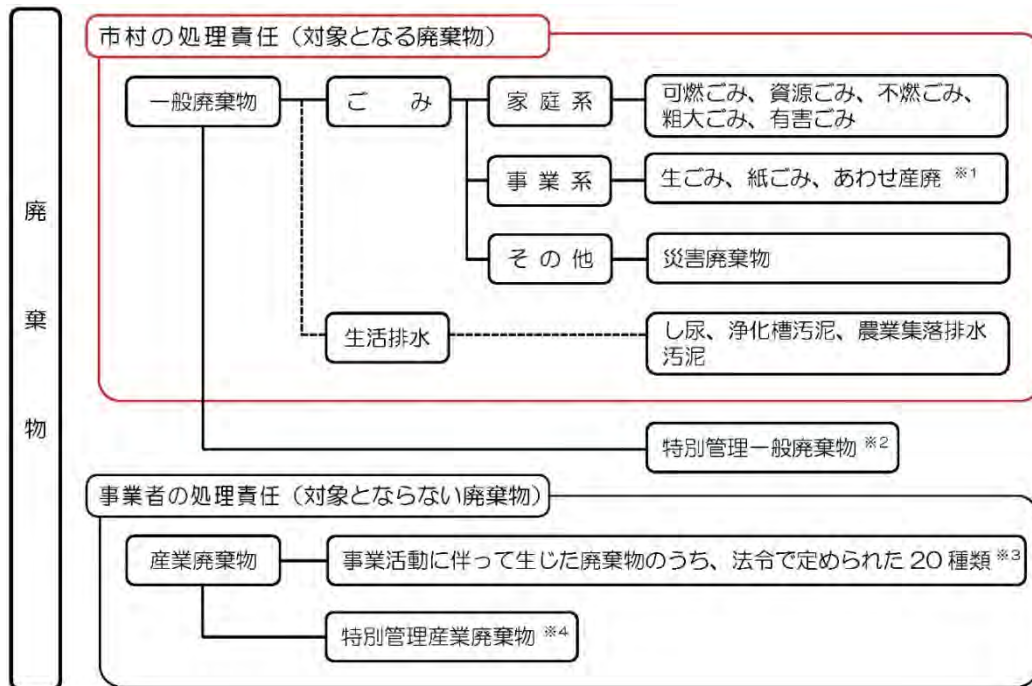 廃棄物
市村の処理責任（対象となる廃棄物）
一般廃棄物
ごみ
家庭系
可燃ごみ、資源ごみ、不燃ごみ、
粗大ごみ、有害ごみ
事業系
生ごみ、紙ごみ、あわせ産廃 ※1
その他
災害廃棄物
生活排水
し尿、浄化槽汚泥、農業集落排水
汚泥
特別管理一般廃棄物 ※2
事業者の処理責任（対象とならない廃棄物）
産業廃棄物
事業活動に伴って生じた廃棄物のうち、法令で定められた 20 種類 ※3
特別管理産業廃棄物 ※4